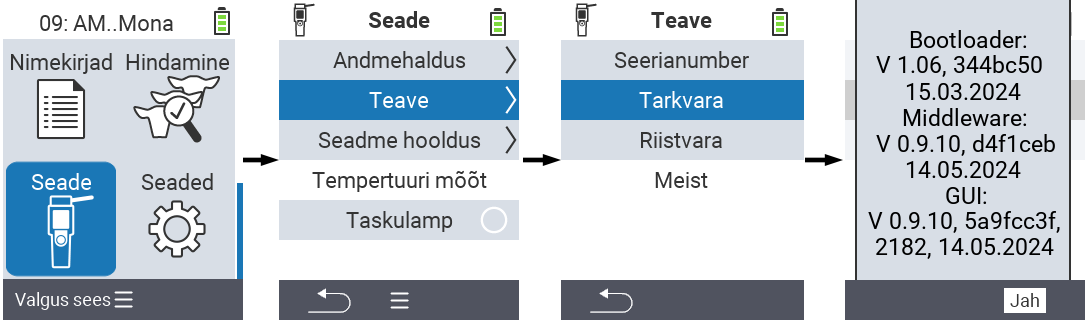 09: AM..Mona
Nimekirjad Hindamine
Seade Seaded
Valgus sees
Seade
Andmehaldus
Teave
Seadme hooldus
Tempertuuri mõõt
Taskulamp
Teave
Seerianumber
Tarkvara
Riistvara
Meist
Bootloader:
V 1.06, 344bc50
15.03.2024
Middleware:
V 0.9.10, d4f1ceb
14.05.2024
GUI:
V 0.9.10, 5a9fcc3f,
2182, 14.05.2024
Jah